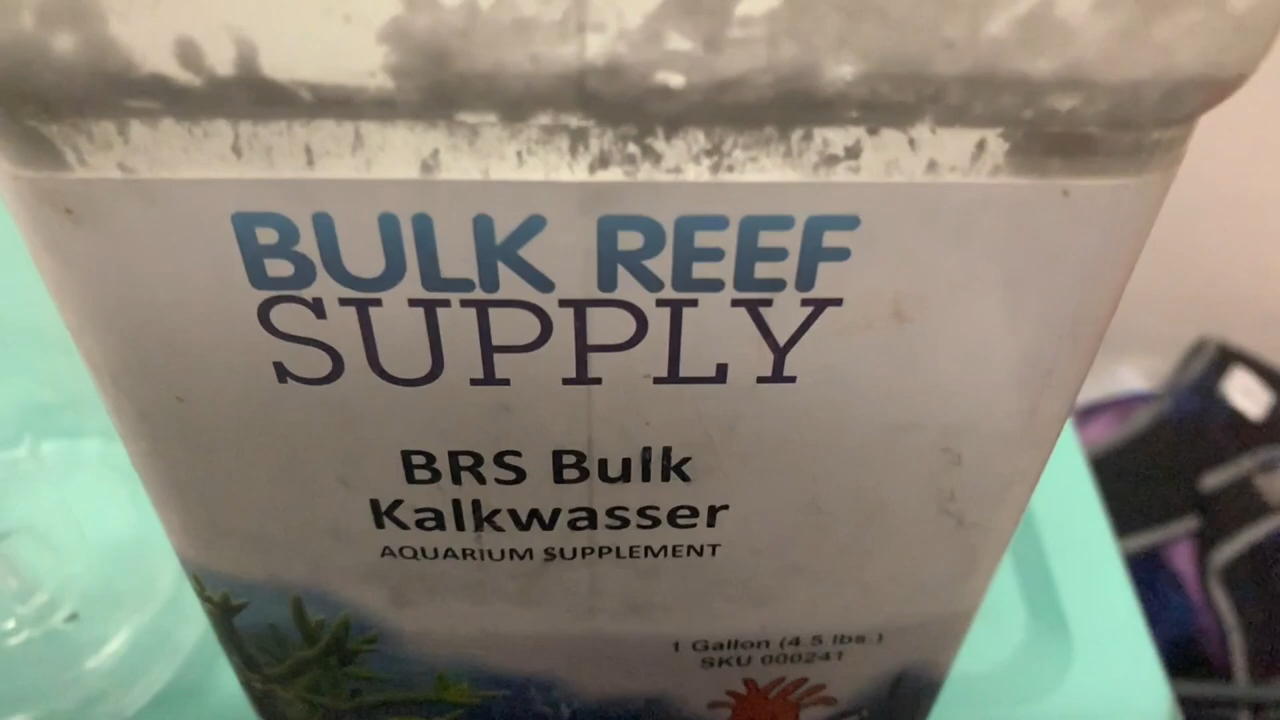 BULK REEF
SUPPLY
BRS Bulk
Kalkwasser
AQUARIUM SUPPLEMENT
1 Gallon (4.5 lbs.)
SKU 000241